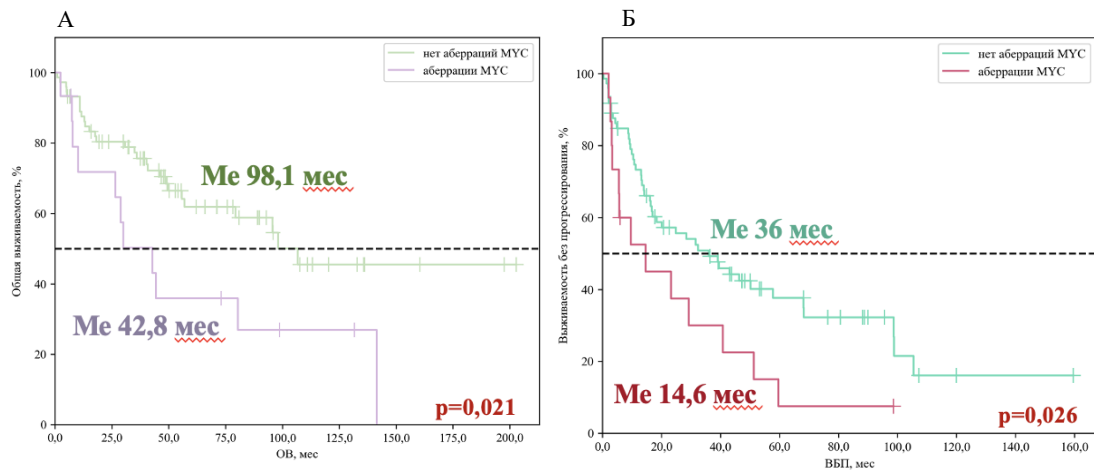 А
нет аберраций MYC
аберрации MYC
Общая выживаемость, %
100
80
60
40
20
0
Me 98,1 мес
Me 42,8 мес
p=0,021
0,0 25,0 50,0 75,0 100,0 125,0 150,0 175,0 200,0
ОВ, мес
Б
нет аберраций MYC
аберрации MYC
Выживаемость без прогрессирования, %
100
80
60
40
20
0
Me 36 мес
Me 14,6 мес
p=0,026
0,0 20,0 40,0 60,0 80,0 100,0 120,0 140,0 160,0
ВБП, мес